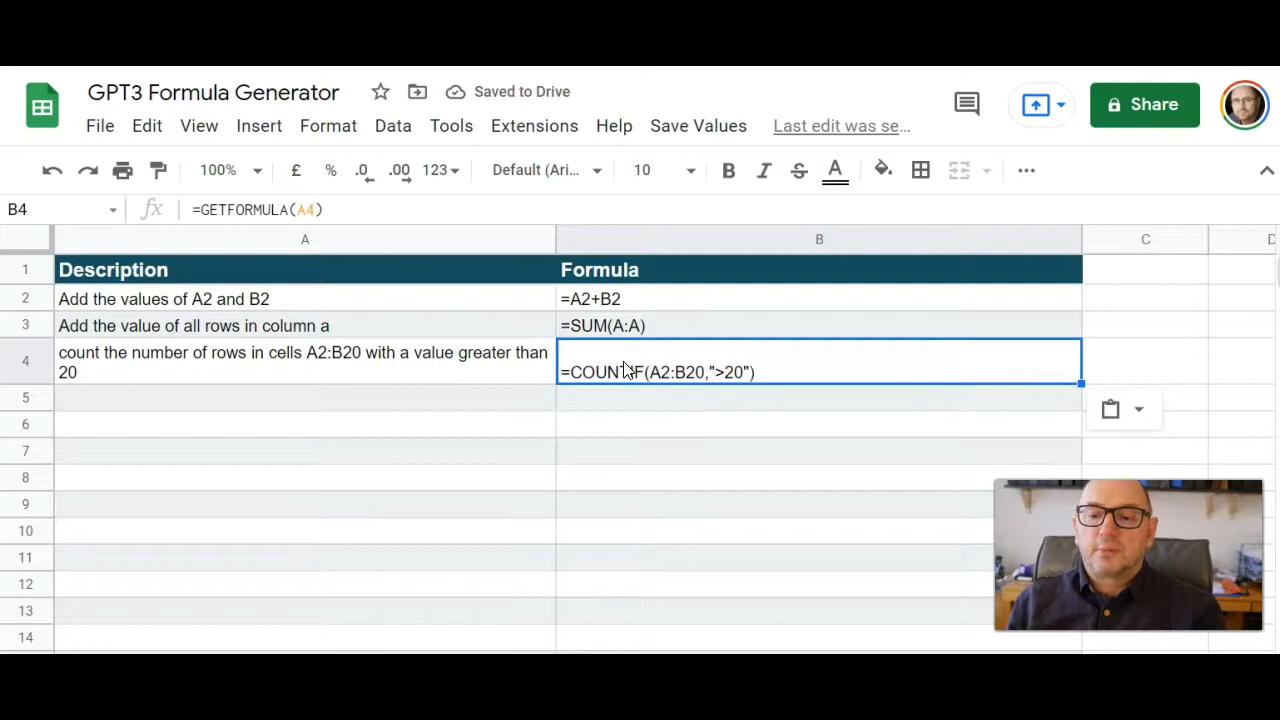 GPT3 Formula Generator
Saved to Drive
File Edit View Insert Format Data Tools Extensions Help Save Values Last edit was se...
Share
100% £ % .0 .00 123 Default (Ari... 10 B I S A
B4 fx =GETFORMULA(A4)
A B C D
1 Description Formula
2 Add the values of A2 and B2 =A2+B2
3 Add the value of all rows in column a =SUM(A:A)
4 count the number of rows in cells A2:B20 with a value greater than
20 =COUNTIF(A2:B20,">20")
5
6
7
8
9
10
11
12
13
14